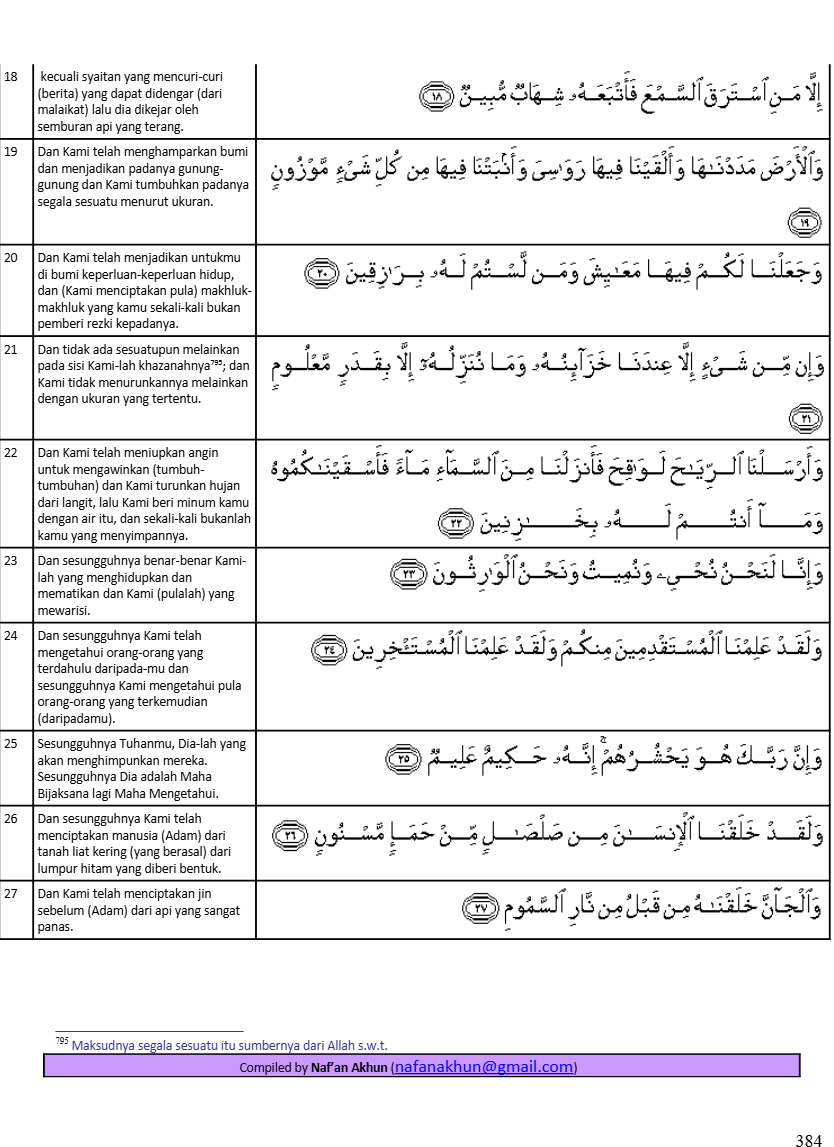 18
kecuali syaitan yang mencuri-curi
(berita) yang dapat didengar (dari
malaikat) lalu dia dikejar oleh
semburan api yang terang.
إِلَّا مَنِ ٱسْتَرَقَ ٱلسَّمْعَ فَأَتْبَعَهُۥ شِهَابٌ مُّبِينٌ ١٨
19
Dan Kami telah menghamparkan bumi
dan menjadikan padanya gunung-
gunung dan Kami tumbuhkan padanya
segala sesuatu menurut ukuran.
وَٱلْأَرْضَ مَدَدْنَٰهَا وَأَلْقَيْنَا فِيهَا رَوَٰسِىَ وَأَنۢبَتْنَا فِيهَا مِن كُلِّ شَىْءٍ مَّوْزُونٍ
١٩
20
Dan Kami telah menjadikan untukmu
di bumi keperluan-keperluan hidup,
dan (Kami menciptakan pula) makhluk-
makhluk yang kamu sekali-kali bukan
pemberi rezki kepadanya.
وَجَعَلْنَا لَكُمْ فِيهَا مَعَٰيِشَ وَمَن لَّسْتُمْ لَهُۥ بِرَٰزِقِينَ ٢٠
21
Dan tidak ada sesuatupun melainkan
pada sisi Kami-lah khazanahnya⁷⁹⁵; dan
Kami tidak menurunkannya melainkan
dengan ukuran yang tertentu.
وَإِن مِّن شَىْءٍ إِلَّا عِندَنَا خَزَآئِنُهُۥ وَمَا نُنَزِّلُهُۥٓ إِلَّا بِقَدَرٍ مَّعْلُومٍ
٢١
22
Dan Kami telah meniupkan angin
untuk mengawinkan (tumbuh-
tumbuhan) dan Kami turunkan hujan
dari langit, lalu Kami beri minum kamu
dengan air itu, dan sekali-kali bukanlah
kamu yang menyimpannya.
وَأَرْسَلْنَا ٱلرِّيَٰحَ لَوَٰقِحَ فَأَنزَلْنَا مِنَ ٱلسَّمَآءِ مَآءً فَأَسْقَيْنَٰكُمُوهُ
وَمَآ أَنتُمْ لَهُۥ بِخَٰزِنِينَ ٢٢
23
Dan sesungguhnya benar-benar Kami-
lah yang menghidupkan dan
mematikan dan Kami (pulalah) yang
mewarisi.
وَإِنَّا لَنَحْنُ نُحْىِۦ وَنُمِيتُ وَنَحْنُ ٱلْوَٰرِثُونَ ٢٣
24
Dan sesungguhnya Kami telah
mengetahui orang-orang yang
terdahulu daripada-mu dan
sesungguhnya Kami mengetahui pula
orang-orang yang terkemudian
(daripadamu).
وَلَقَدْ عَلِمْنَا ٱلْمُسْتَقْدِمِينَ مِنكُمْ وَلَقَدْ عَلِمْنَا ٱلْمُسْتَـْٔخِرِينَ ٢٤
25
Sesungguhnya Tuhanmu, Dia-lah yang
akan menghimpunkan mereka.
Sesungguhnya Dia adalah Maha
Bijaksana lagi Maha Mengetahui.
وَإِنَّ رَبَّكَ هُوَ يَحْشُرُهُمْ ۚ إِنَّهُۥ حَكِيمٌ عَلِيمٌ ٢٥
26
Dan sesungguhnya Kami telah
menciptakan manusia (Adam) dari
tanah liat kering (yang berasal) dari
lumpur hitam yang diberi bentuk.
وَلَقَدْ خَلَقْنَا ٱلْإِنسَٰنَ مِن صَلْصَٰلٍ مِّنْ حَمَإٍ مَّسْنُونٍ ٢٦
27
Dan Kami telah menciptakan jin
sebelum (Adam) dari api yang sangat
panas.
وَٱلْجَآنَّ خَلَقْنَٰهُ مِن قَبْلُ مِن نَّارِ ٱلسَّمُومِ ٢٧
⁷⁹⁵ Maksudnya segala sesuatu itu sumbernya dari Allah s.w.t.
Compiled by Naf'an Akhun (nafanakhun@gmail.com)
384